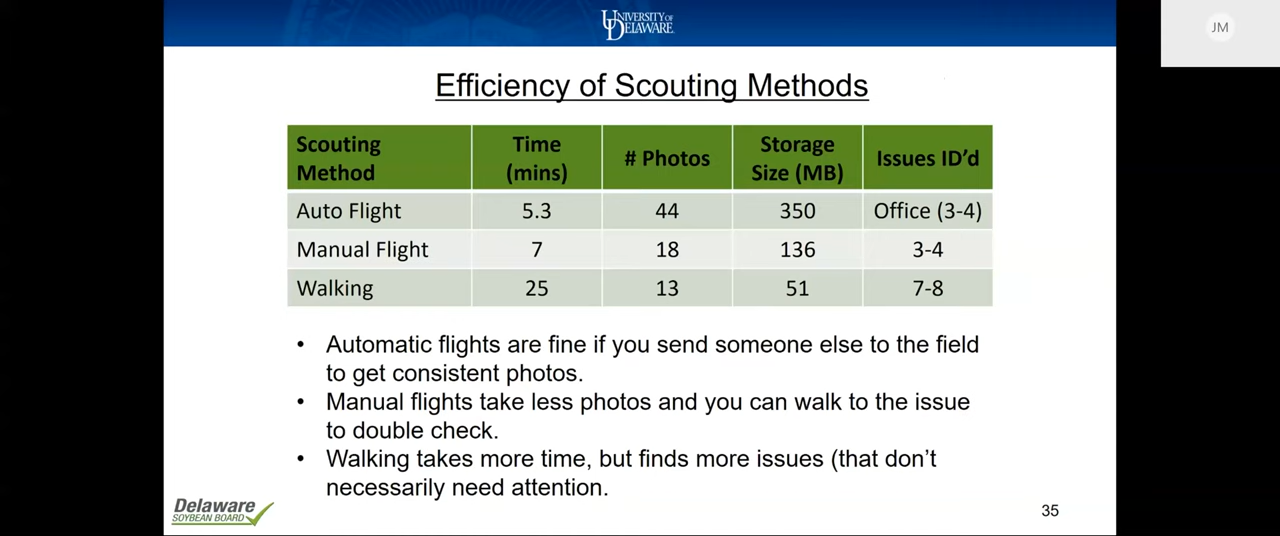 UNIVERSITY OF
DELAWARE
JM
Efficiency of Scouting Methods
Scouting Method Time (mins) # Photos Storage Size (MB) Issues ID’d
Auto Flight 5.3 44 350 Office (3-4)
Manual Flight 7 18 136 3-4
Walking 25 13 51 7-8
• Automatic flights are fine if you send someone else to the field
to get consistent photos.
• Manual flights take less photos and you can walk to the issue
to double check.
• Walking takes more time, but finds more issues (that don’t
necessarily need attention.
Delaware
SOYBEAN BOARD
35